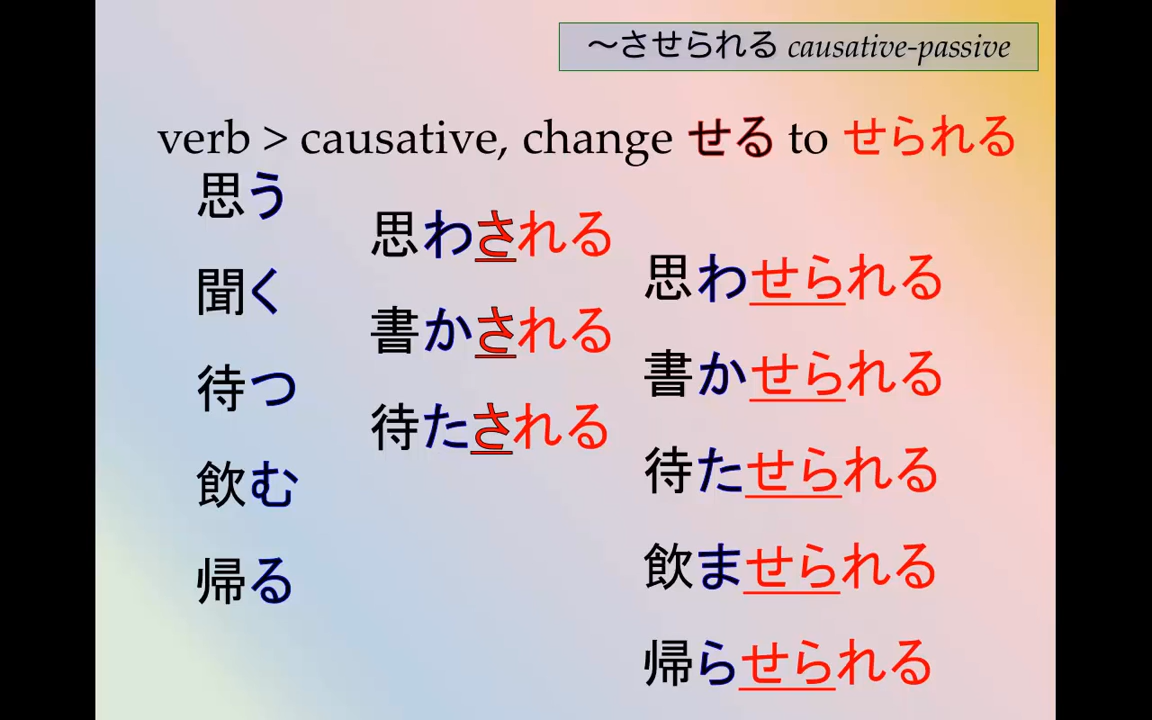 〜させられる causative-passive
verb > causative, change せる to せられる
思う
聞く
待つ
飲む
帰る
思わされる
書かされる
待たされる
思わせられる
書かせられる
待たせられる
飲ませられる
帰らせられる